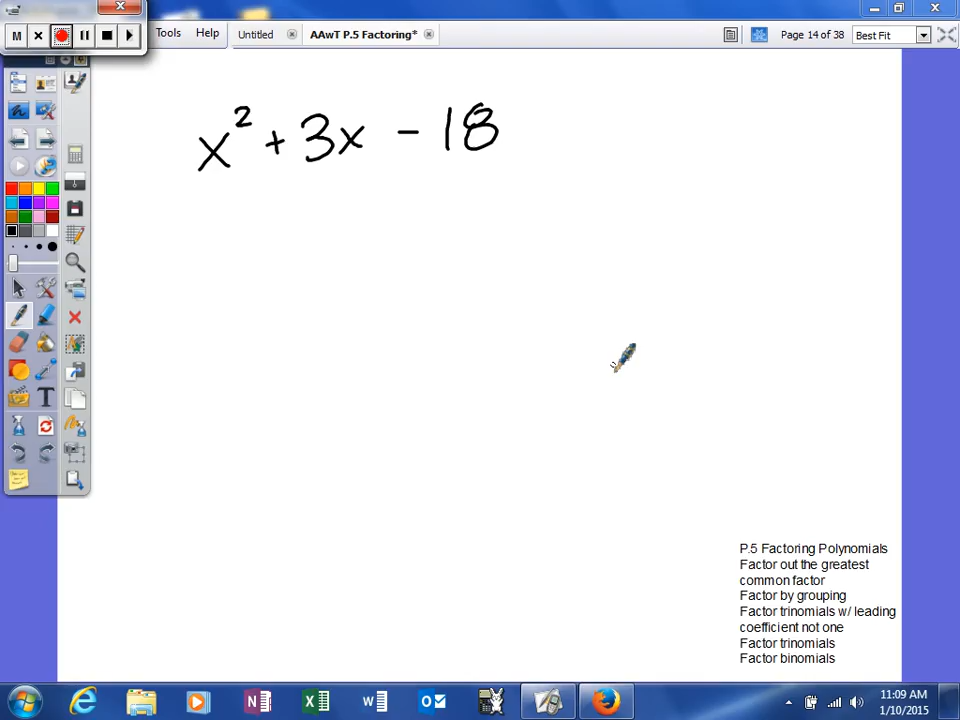 M
Tools Help Untitled AAwT P.5 Factoring* Page 14 of 38 Best Fit
x² + 3x - 18
P.5 Factoring Polynomials
Factor out the greatest
common factor
Factor by grouping
Factor trinomials w/ leading
coefficient not one
Factor trinomials
Factor binomials
11:09 AM
1/10/2015